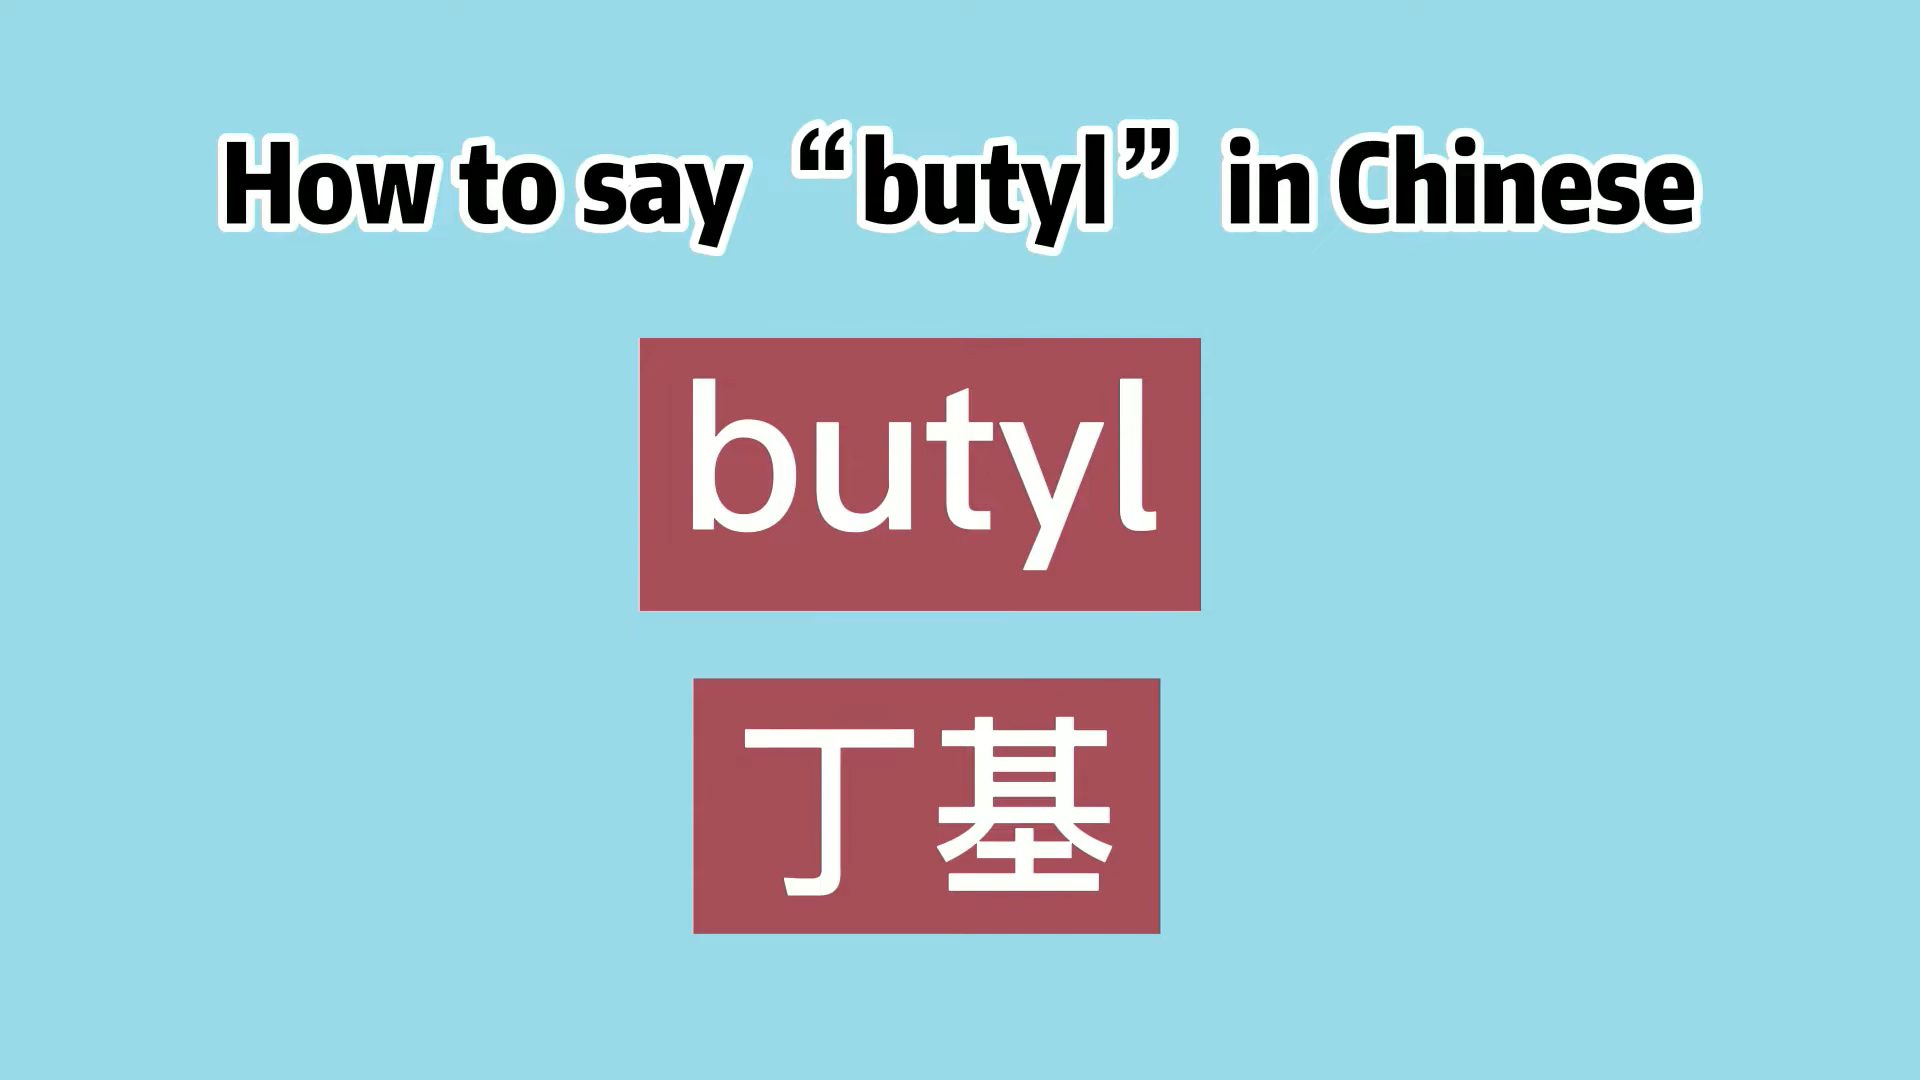 How to say “butyl” in Chinese
butyl
丁基